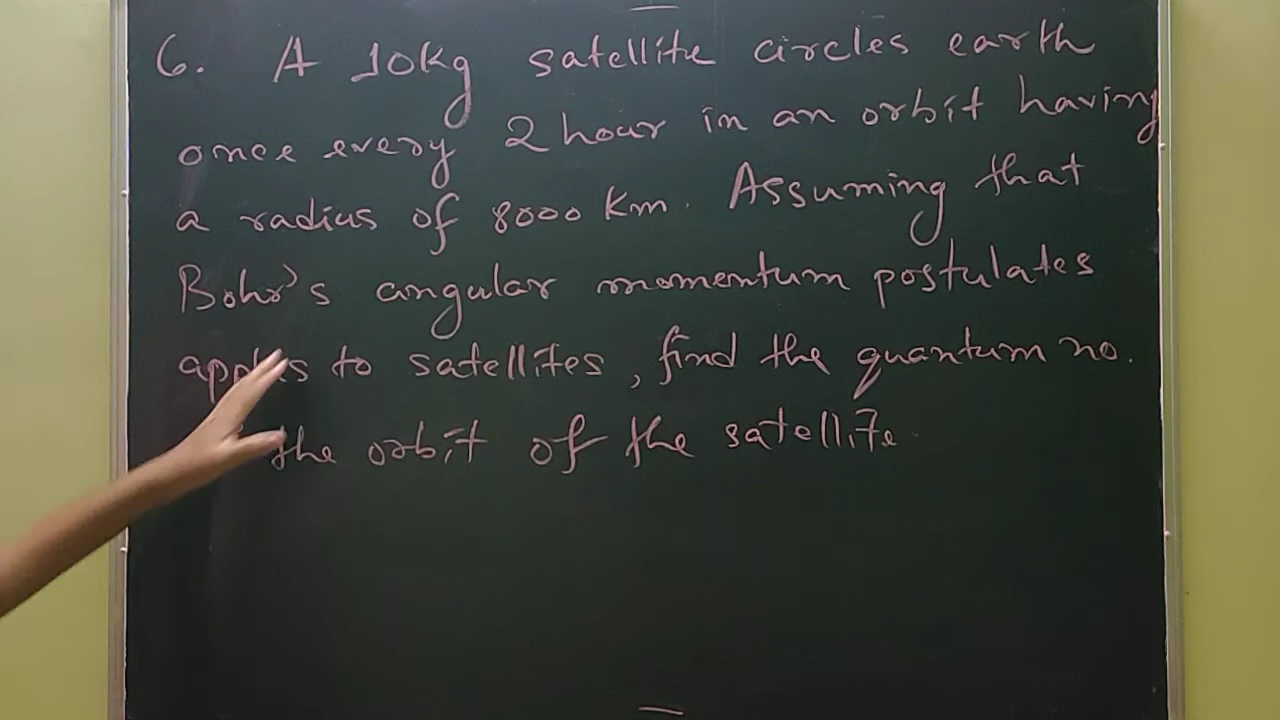 6. A 10kg satellite circles earth
once every 2 hour in an orbit having
a radius of 8000 Km. Assuming that
Bohr's angular momentum postulates
to satellites, find the quantum no.
the orbit of the satellite.